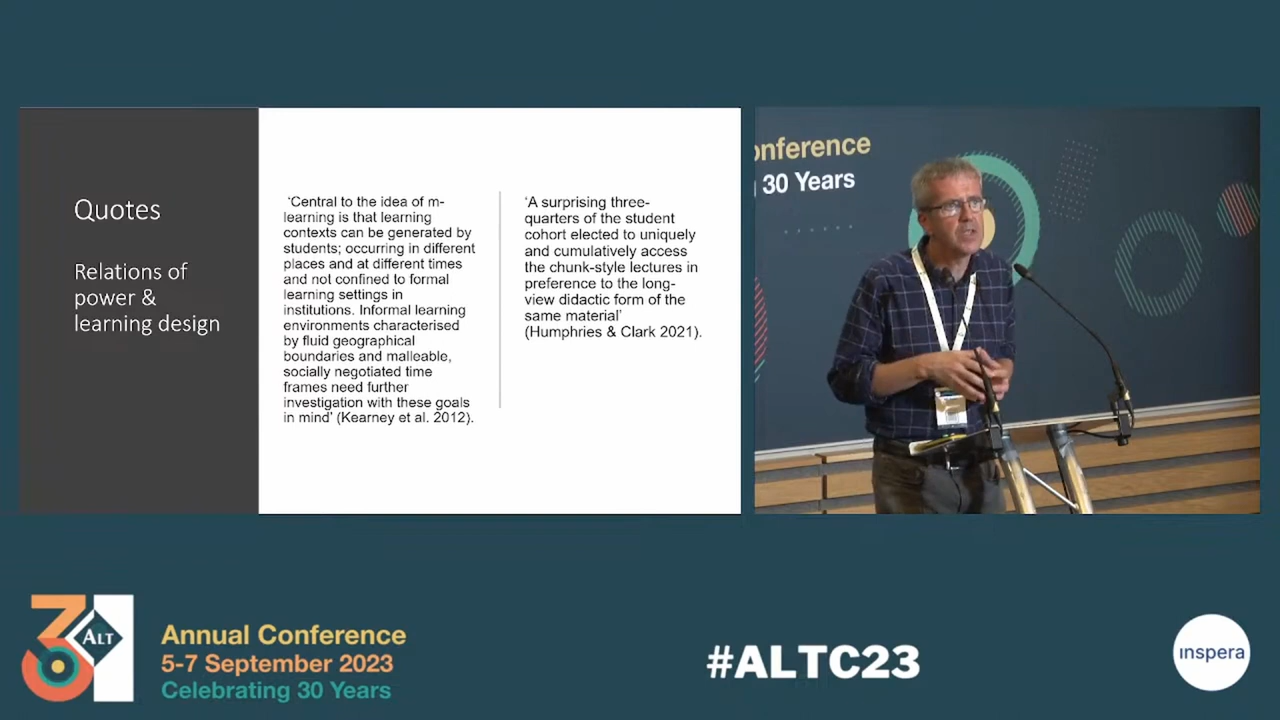 Quotes
Relations of
power &
learning design
‘Central to the idea of m-
learning is that learning
contexts can be generated by
students; occurring in different
places and at different times
and not confined to formal
learning settings in
institutions. Informal learning
environments characterised
by fluid geographical
boundaries and malleable,
socially negotiated time
frames need further
investigation with these goals
in mind’ (Kearney et al. 2012).
‘A surprising three-
quarters of the student
cohort elected to uniquely
and cumulatively access
the chunk-style lectures in
preference to the long-
view didactic form of the
same material’
(Humphries & Clark 2021).
onference
30 Years
30
ALT
Annual Conference
5-7 September 2023
Celebrating 30 Years
#ALTC23
inspera